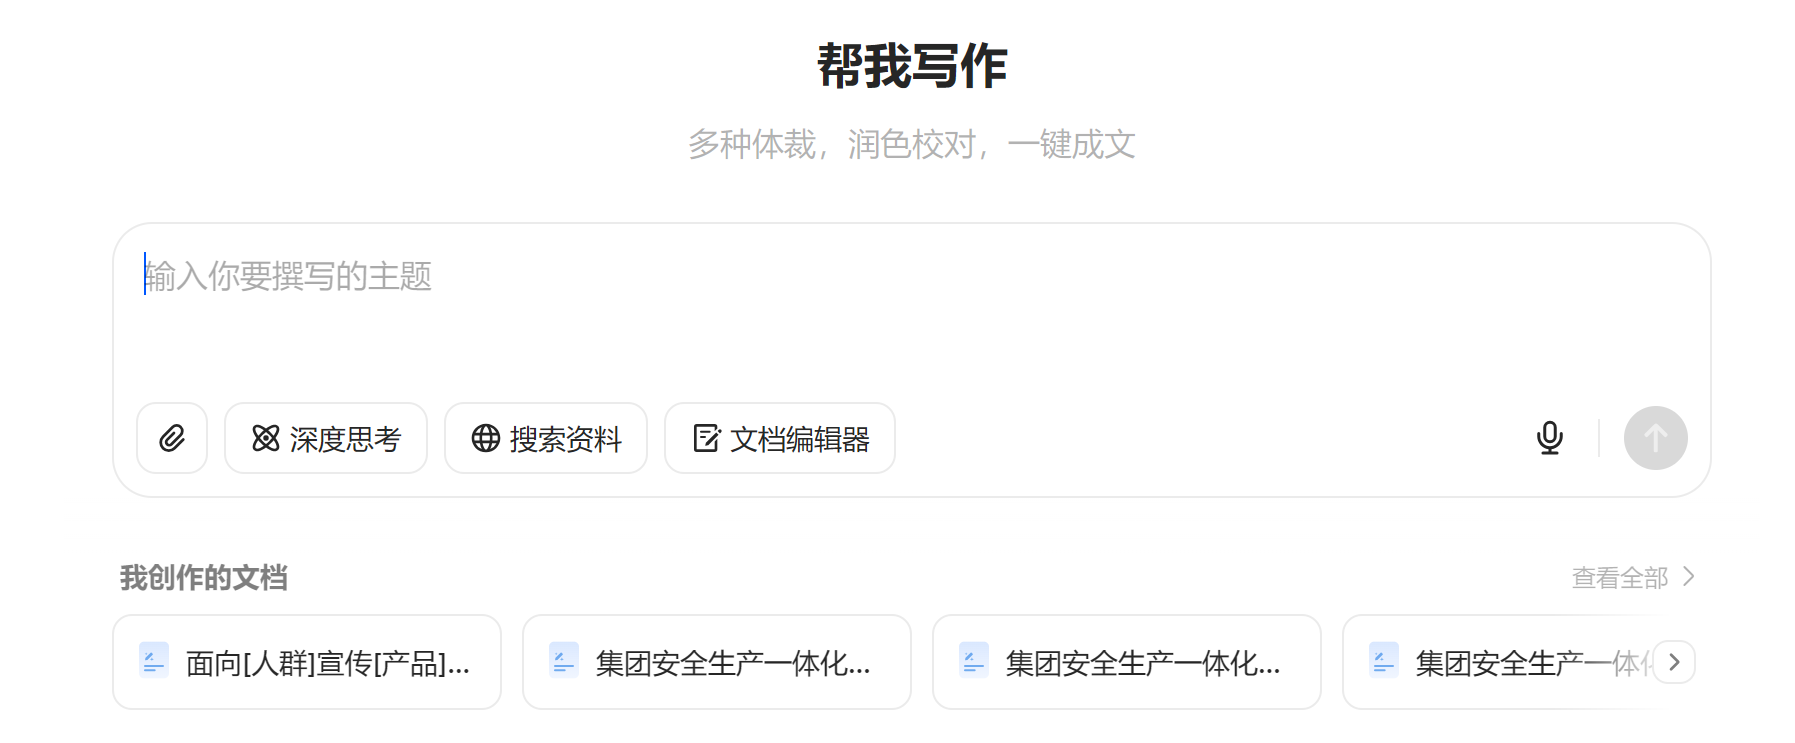 帮我写作
多种体裁，润色校对，一键成文
输入你要撰写的主题
深度思考 搜索资料 文档编辑器
我创作的文档 查看全部
面向[人群]宣传[产品]... 集团安全生产一体化... 集团安全生产一体化... 集团安全生产一体化